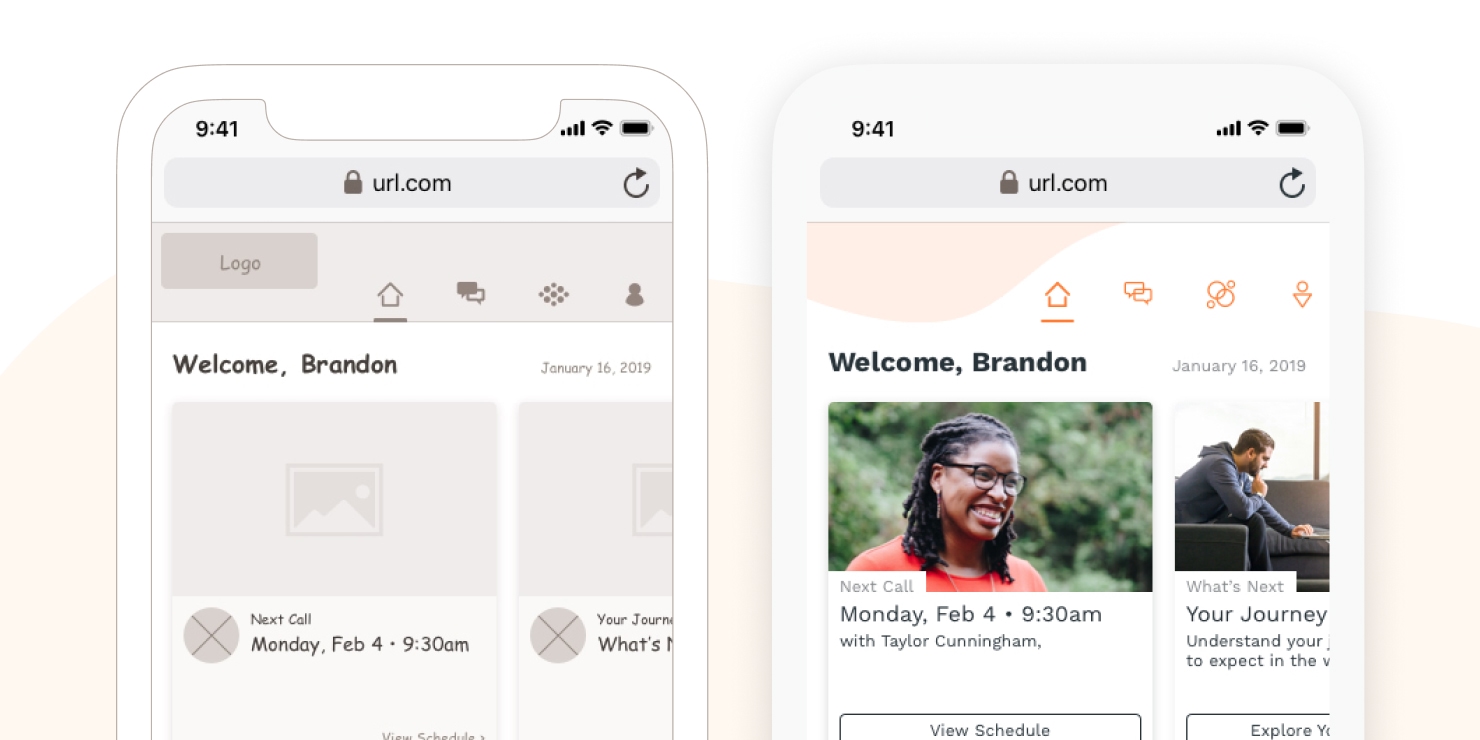 9:41
url.com
Logo
Welcome, Brandon
January 16, 2019
Next Call
Monday, Feb 4 • 9:30am
View Schedule >
Your
What's
9:41
url.com
Welcome, Brandon
January 16, 2019
Next Call
Monday, Feb 4 • 9:30am
with Taylor Cunningham,
View Schedule
What's Next
Your Journey
Understand your
to expect in the
Explore